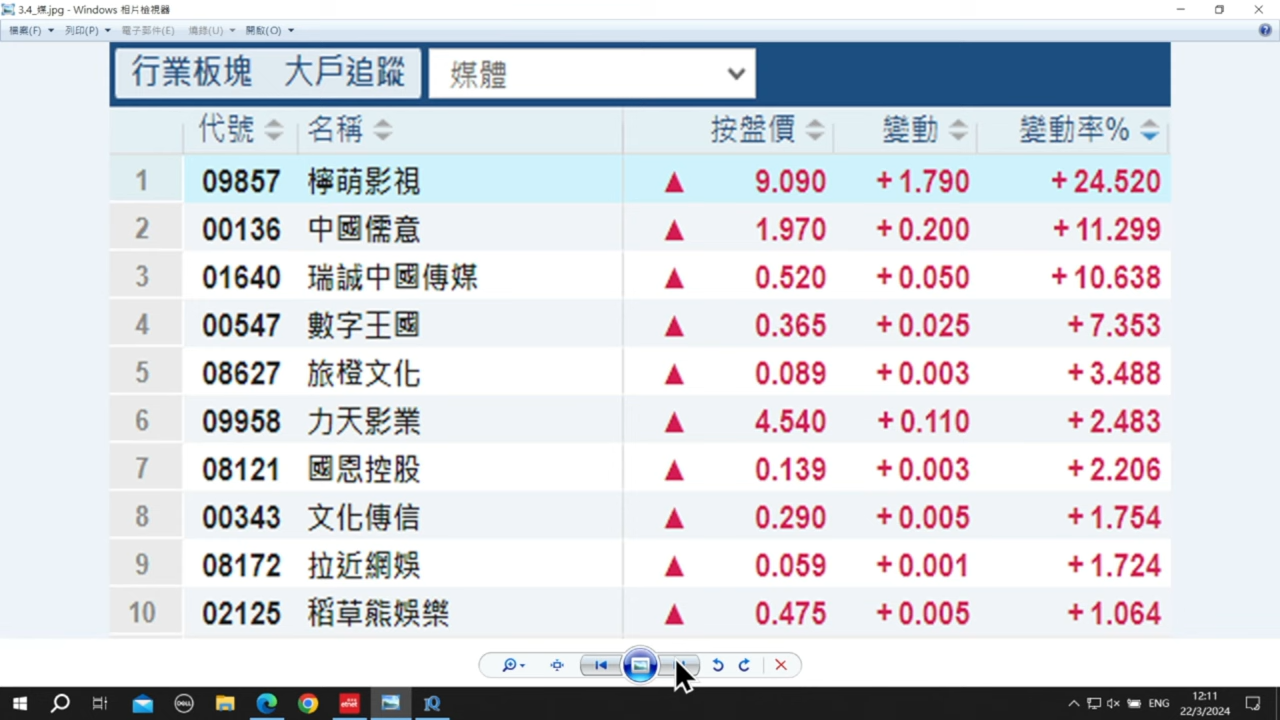 3.4_媒.jpg - Windows 相片檢視器
檔案(F) 列印(P) 電子郵件(E) 燒錄(U) 開啟(O)
行業板塊 大戶追蹤 媒體
代號 名稱 按盤價 變動 變動率%
1 09857 檸萌影視 ▲ 9.090 +1.790 +24.520
2 00136 中國儒意 ▲ 1.970 +0.200 +11.299
3 01640 瑞誠中國傳媒 ▲ 0.520 +0.050 +10.638
4 00547 數字王國 ▲ 0.365 +0.025 +7.353
5 08627 旅橙文化 ▲ 0.089 +0.003 +3.488
6 09958 力天影業 ▲ 4.540 +0.110 +2.483
7 08121 國恩控股 ▲ 0.139 +0.003 +2.206
8 00343 文化傳信 ▲ 0.290 +0.005 +1.754
9 08172 拉近網娛 ▲ 0.059 +0.001 +1.724
10 02125 稻草熊娛樂 ▲ 0.475 +0.005 +1.064
DELL etnet IQ ENG 12:11
22/3/2024